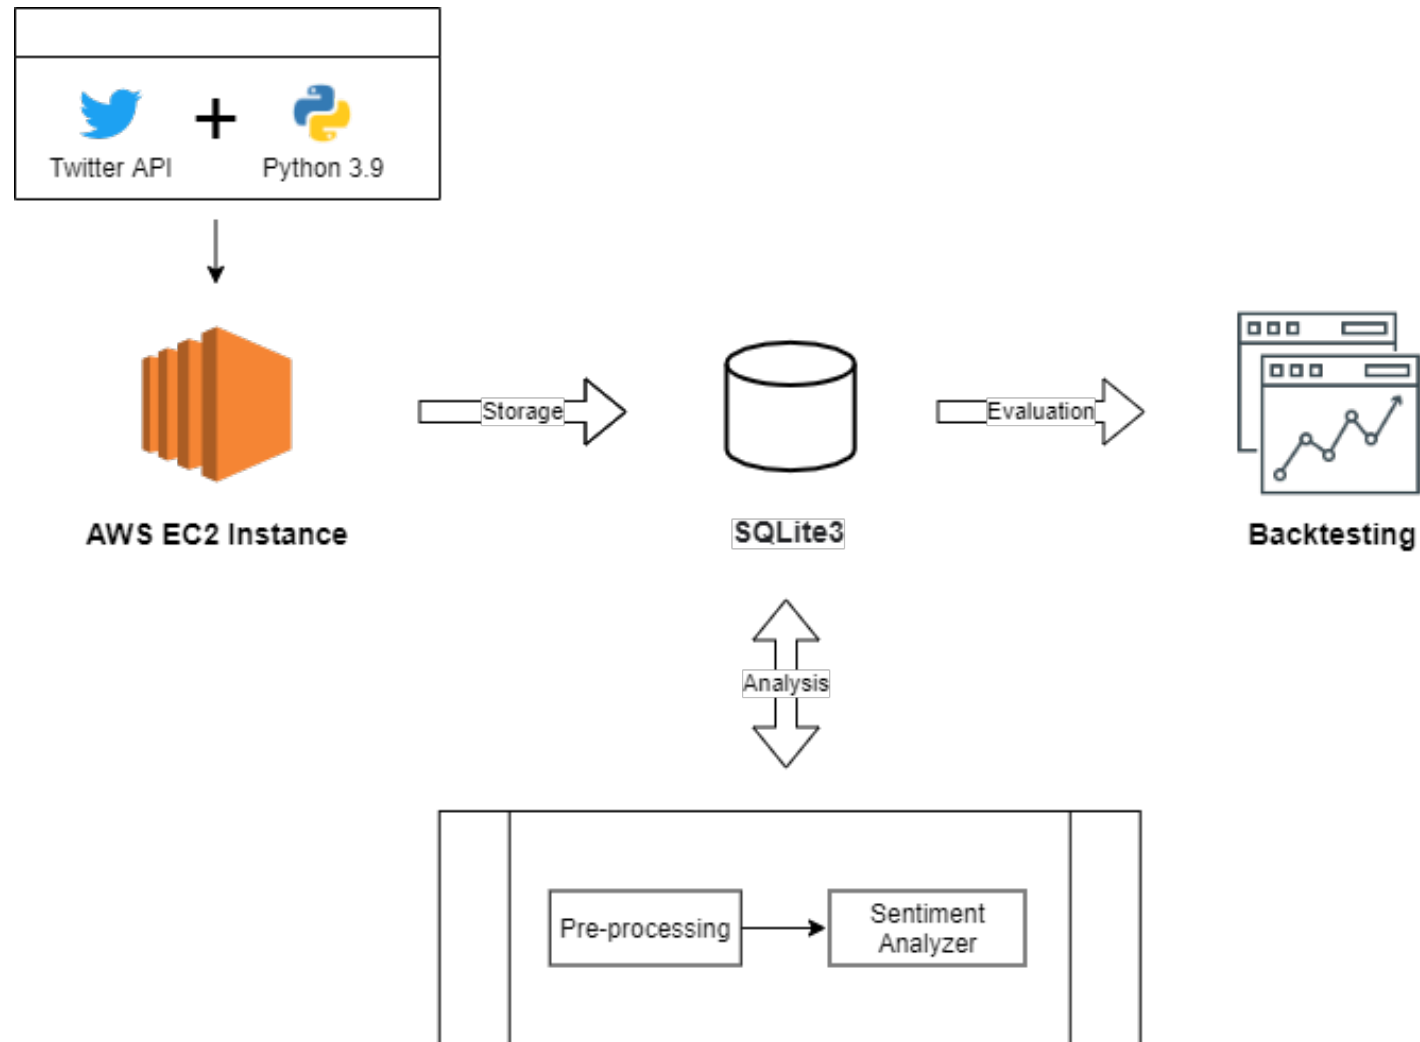 Twitter API
Python 3.9
Storage
Evaluation
AWS EC2 Instance
SQLite3
Backtesting
Analysis
Pre-processing
Sentiment
Analyzer